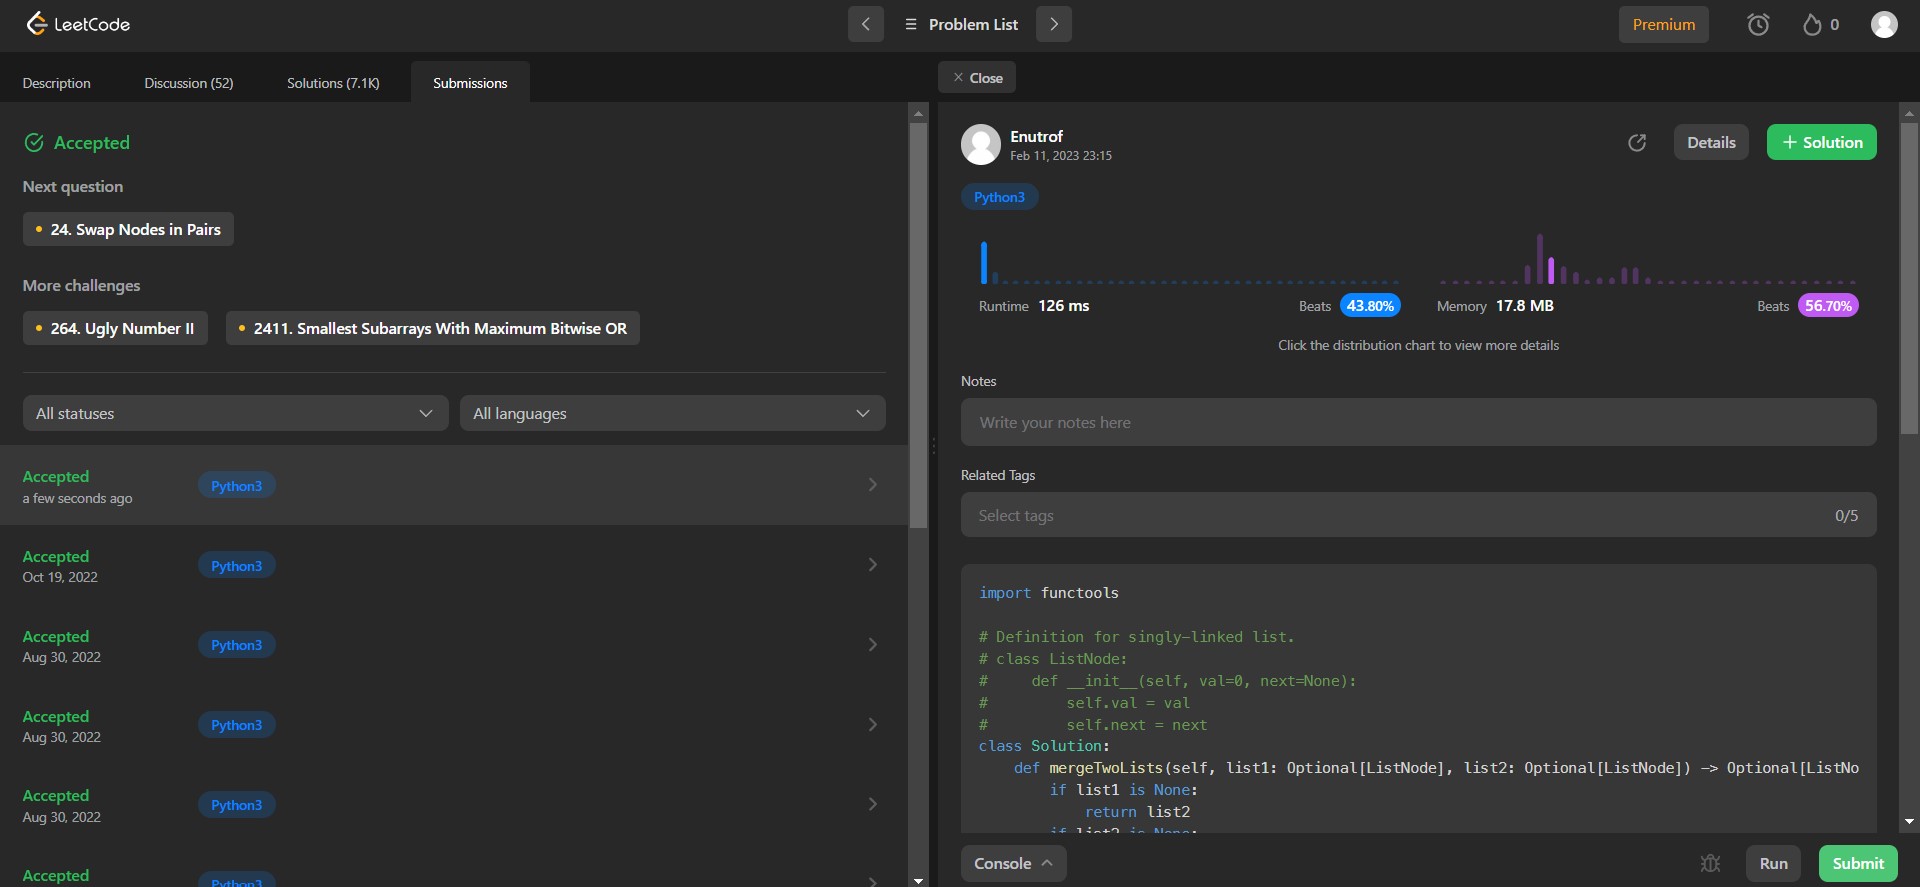 LeetCode
Problem List
Premium
0
Description
Discussion (52)
Solutions (7.1K)
Submissions
Close
Accepted
Next question
24. Swap Nodes in Pairs
More challenges
264. Ugly Number II
2411. Smallest Subarrays With Maximum Bitwise OR
All statuses
All languages
Accepted
Python3
a few seconds ago
Accepted
Python3
Oct 19, 2022
Accepted
Python3
Aug 30, 2022
Accepted
Python3
Aug 30, 2022
Accepted
Python3
Aug 30, 2022
Accepted
Python3
Enutrof
Feb 11, 2023 23:15
Details
+ Solution
Python3
Runtime 126 ms
Beats 43.80%
Memory 17.8 MB
Beats 56.70%
Click the distribution chart to view more details
Notes
Write your notes here
Related Tags
Select tags
0/5
import functools
# Definition for singly-linked list.
# class ListNode:
#     def __init__(self, val=0, next=None):
#         self.val = val
#         self.next = next
class Solution:
    def mergeTwoLists(self, list1: Optional[ListNode], list2: Optional[ListNode]) -> Optional[ListNo
        if list1 is None:
            return list2
        if list2 is None:
Console
Run
Submit